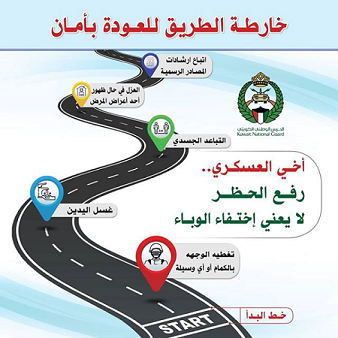 خارطة الطريق للعودة بأمان
اتباع ارشادات
المصادر الرسمية
العزل في حال ظهور
أحد أعراض المرض
التباعد الجسدي
غسل اليدين
تغطيه الوجهه
بالكمام أو أي وسيلة
الحرس الوطني الكويتي
Kuwait National Guard
أخي العسكري..
رفع الحظر
لا يعني إختفاء الوباء
START
خط البدأ